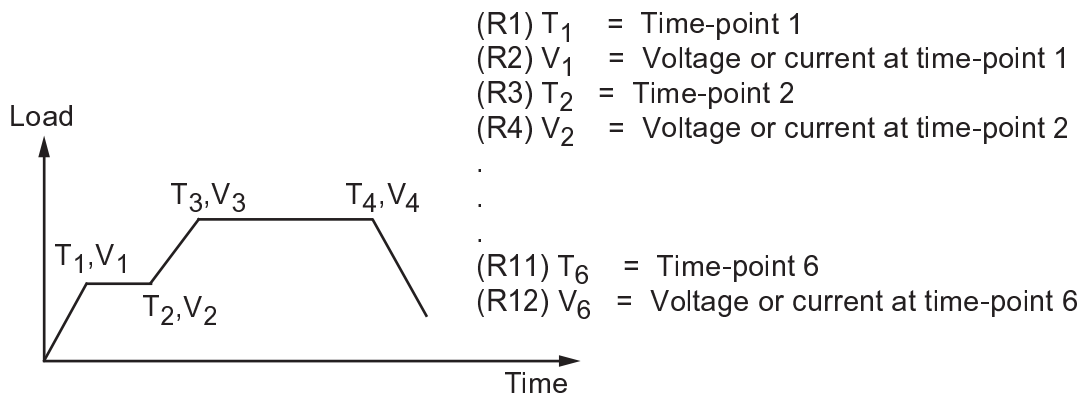 (R1) T1 = Time-point 1
(R2) V1 = Voltage or current at time-point 1
(R3) T2 = Time-point 2
(R4) V2 = Voltage or current at time-point 2
.
.
.
(R11) T6 = Time-point 6
(R12) V6 = Voltage or current at time-point 6
Load
T3,V3
T4,V4
T1,V1
T2,V2
Time